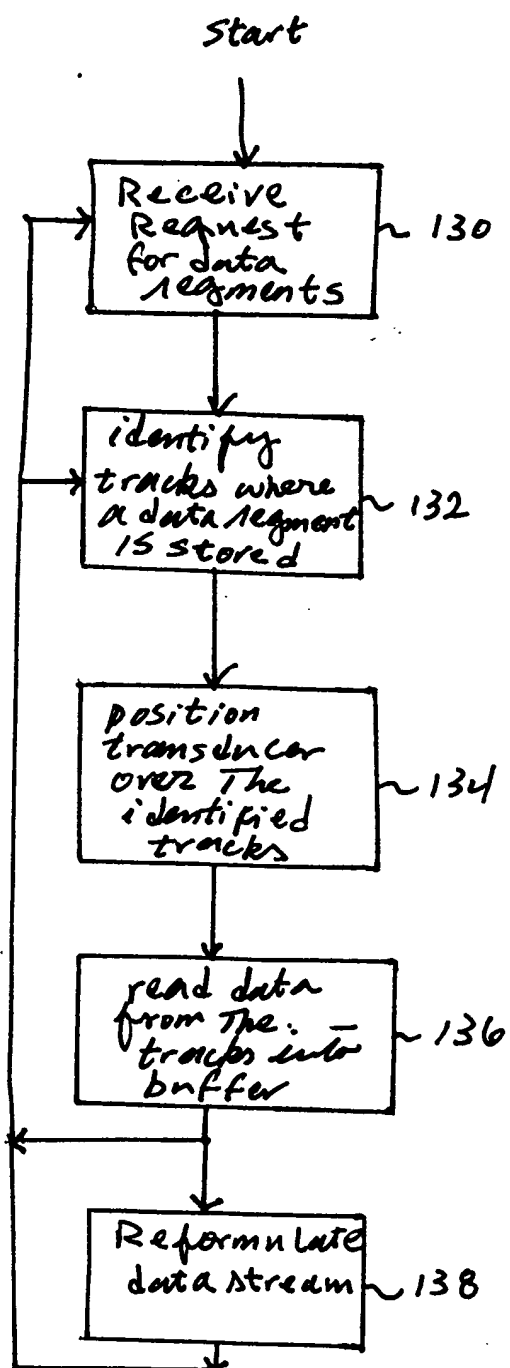 Start
Receive
Request
for data
segments
130
identify
tracks where
a data segment
is stored
132
position
transducer
over The
identified
tracks
134
read data
from The
tracks into
buffer
136
Reformulate
data stream
138